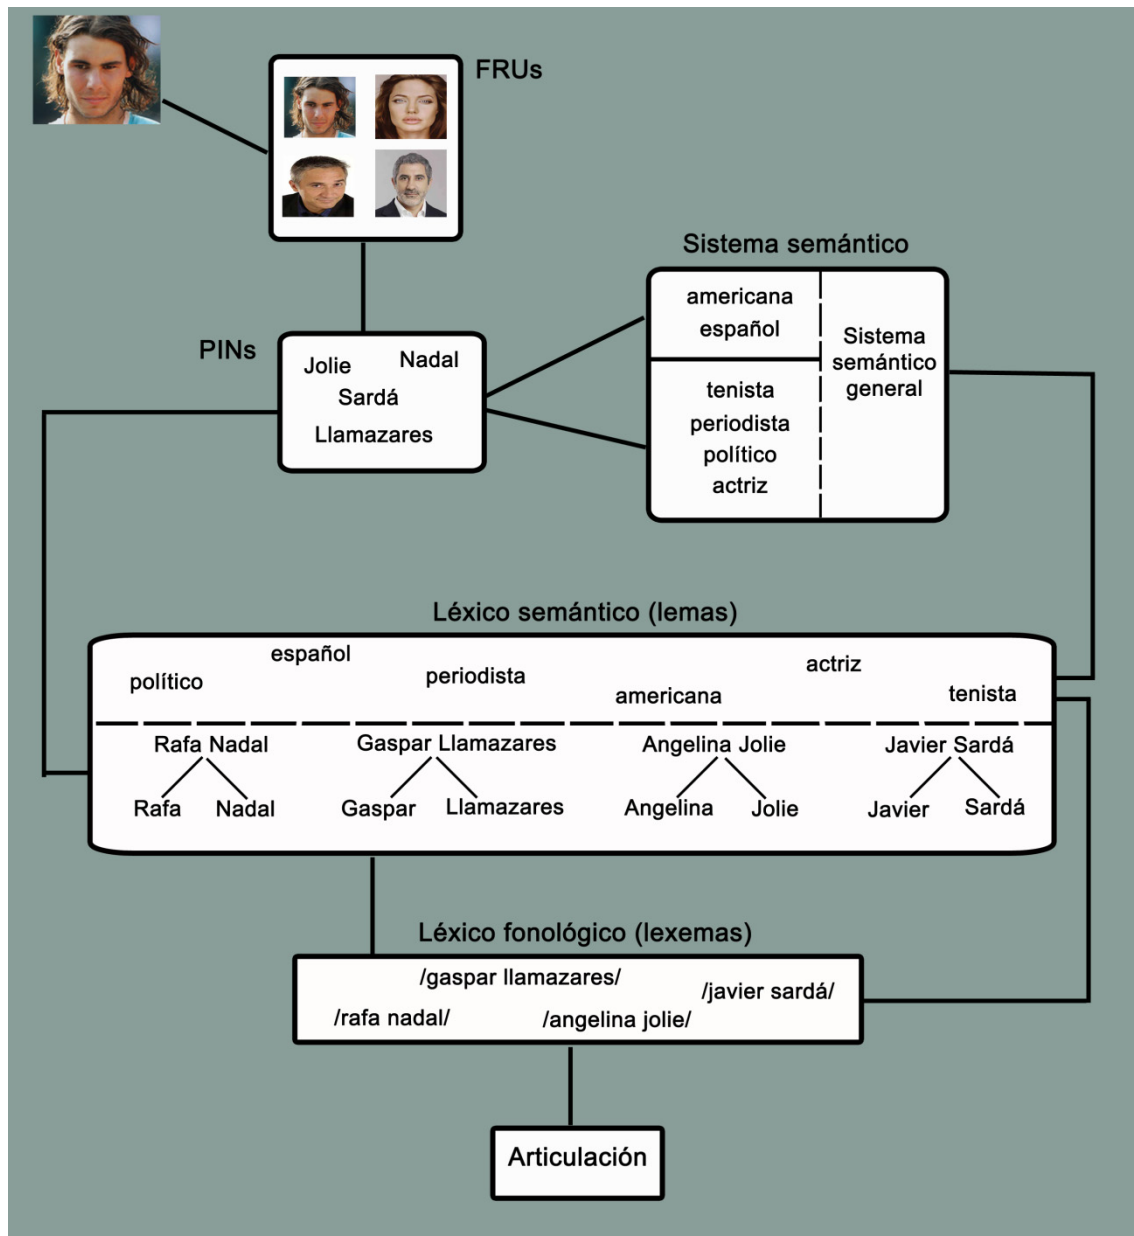 FRUs
Sistema semántico
americana
español
Sistema
semántico
general
tenista
periodista
político
actriz
PINs
Jolie
Nadal
Sardá
Llamazares
Léxico semántico (lemas)
político
español
periodista
americana
actriz
tenista
Rafa Nadal
Gaspar Llamazares
Angelina Jolie
Javier Sardá
Rafa
Nadal
Gaspar
Llamazares
Angelina
Jolie
Javier
Sardá
Léxico fonológico (lexemas)
/gaspar llamazares/
/javier sardá/
/rafa nadal/
/angelina jolie/
Articulación